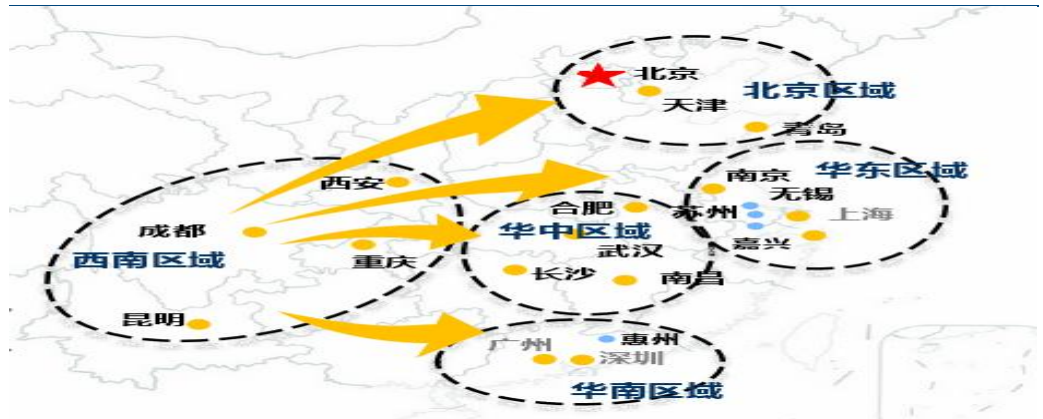 北京
天津
北京区域
青岛
西安
成都
西南区域
重庆
昆明
合肥
华中区域
武汉
长沙
南昌
南京
华东区域
无锡
苏州
上海
嘉兴
广州
惠州
深圳
华南区域